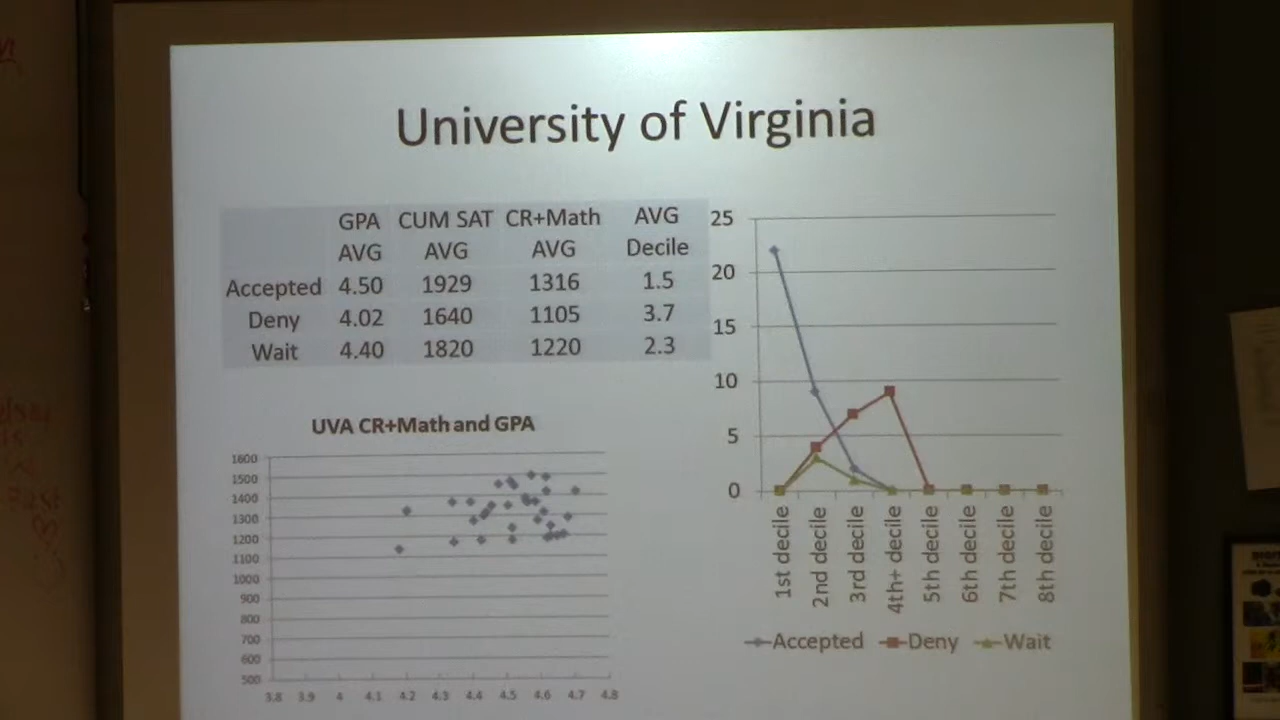 University of Virginia
GPA CUM SAT CR+Math AVG
AVG AVG AVG Decile
Accepted 4.50 1929 1316 1.5
Deny 4.02 1640 1105 3.7
Wait 4.40 1820 1220 2.3
UVA CR+Math and GPA
1600
1500
1400
1300
1200
1100
1000
900
800
700
600
500
3.8 3.9 4 4.1 4.2 4.3 4.4 4.5 4.6 4.7 4.8
25
20
15
10
5
0
1st decile
2nd decile
3rd decile
4th+ decile
5th decile
6th decile
7th decile
8th decile
Accepted Deny Wait